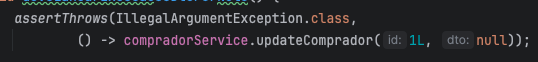 assertThrows(IllegalArgumentException.class,
() -> compradorService.updateComprador( id: 1L, dto: null));